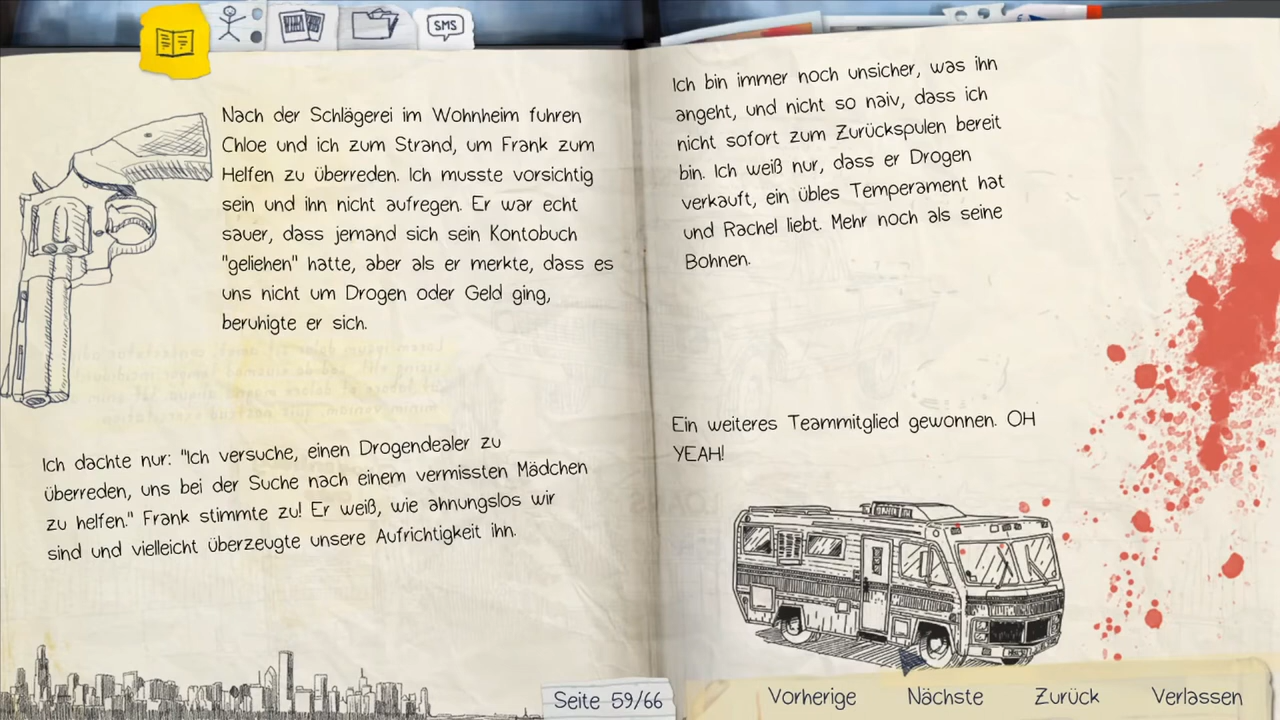 SMS
Nach der Schlägerei im Wohnheim fuhren
Chloe und ich zum Strand, um Frank zum
Helfen zu überreden. Ich musste vorsichtig
sein und ihn nicht aufregen. Er war echt
sauer, dass jemand sich sein Kontobuch
"geliehen" hatte, aber als er merkte, dass es
uns nicht um Drogen oder Geld ging,
beruhigte er sich.
Ich dachte nur: "Ich versuche, einen Drogendealer zu
überreden, uns bei der Suche nach einem vermissten Mädchen
zu helfen." Frank stimmte zu! Er weiß, wie ahnungslos wir
sind und vielleicht überzeugte unsere Aufrichtigkeit ihn.
Ich bin immer noch unsicher, was ihn
angeht, und nicht so naiv, dass ich
nicht sofort zum Zurückspulen bereit
bin. Ich weiß nur, dass er Drogen
verkauft, ein übles Temperament hat
und Rachel liebt. Mehr noch als seine
Bohnen.
Ein weiteres Teammitglied gewonnen. OH
YEAH!
Seite 59/66
Vorherige
Nächste
Zurück
Verlassen